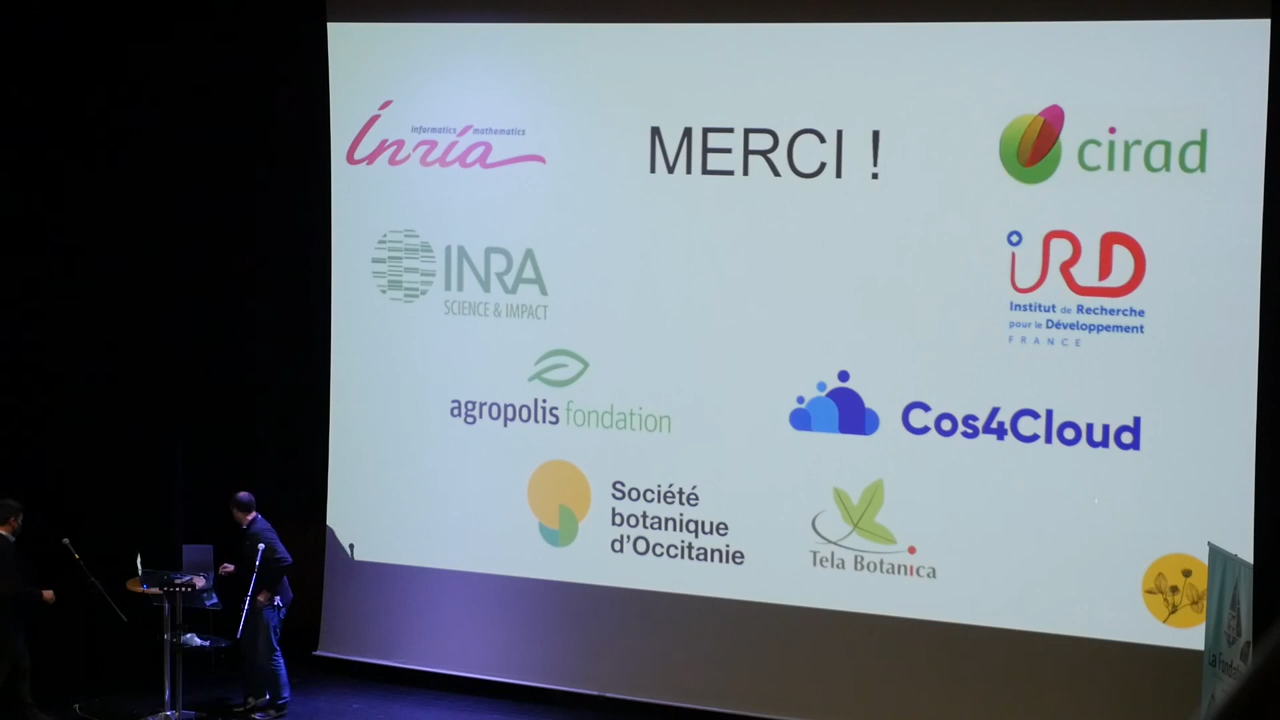 informatics mathematics
Inria
MERCI !
cirad
INRA
SCIENCE & IMPACT
iRD
Institut de Recherche
pour le Développement
FRANCE
agropolis fondation
Cos4Cloud
Société
botanique
d'Occitanie
Tela Botanica
La